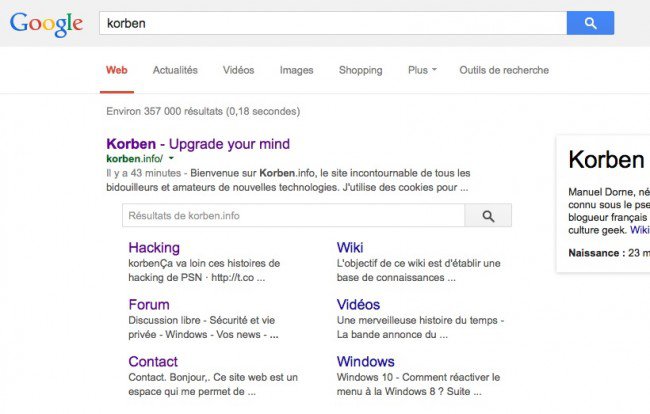 Google
korben
Web Actualités Vidéos Images Shopping Plus Outils de recherche
Environ 357 000 résultats (0,18 secondes)
Korben - Upgrade your mind
korben.info/
Il y a 43 minutes - Bienvenue sur Korben.info, le site incontournable de tous les
bidouilleurs et amateurs de nouvelles technologies. J'utilise des cookies pour ...
Résultats de korben.info
Hacking
korbenÇa va loin ces histoires de
hacking de PSN · http://t.co ...
Wiki
L'objectif de ce wiki est d'établir une
base de connaissances ...
Forum
Discussion libre - Sécurité et vie
privée - Windows - Vos news - ...
Vidéos
Une merveilleuse histoire du temps -
La bande annonce du ...
Contact
Contact. Bonjour,. Ce site web est un
espace qui me permet de ...
Windows
Windows 10 - Comment réactiver le
menu à la Windows 8 ? Suite ...
Korben
Manuel Dorne, né
connu sous le pse
blogueur français
culture geek. Wiki
Naissance : 23 m